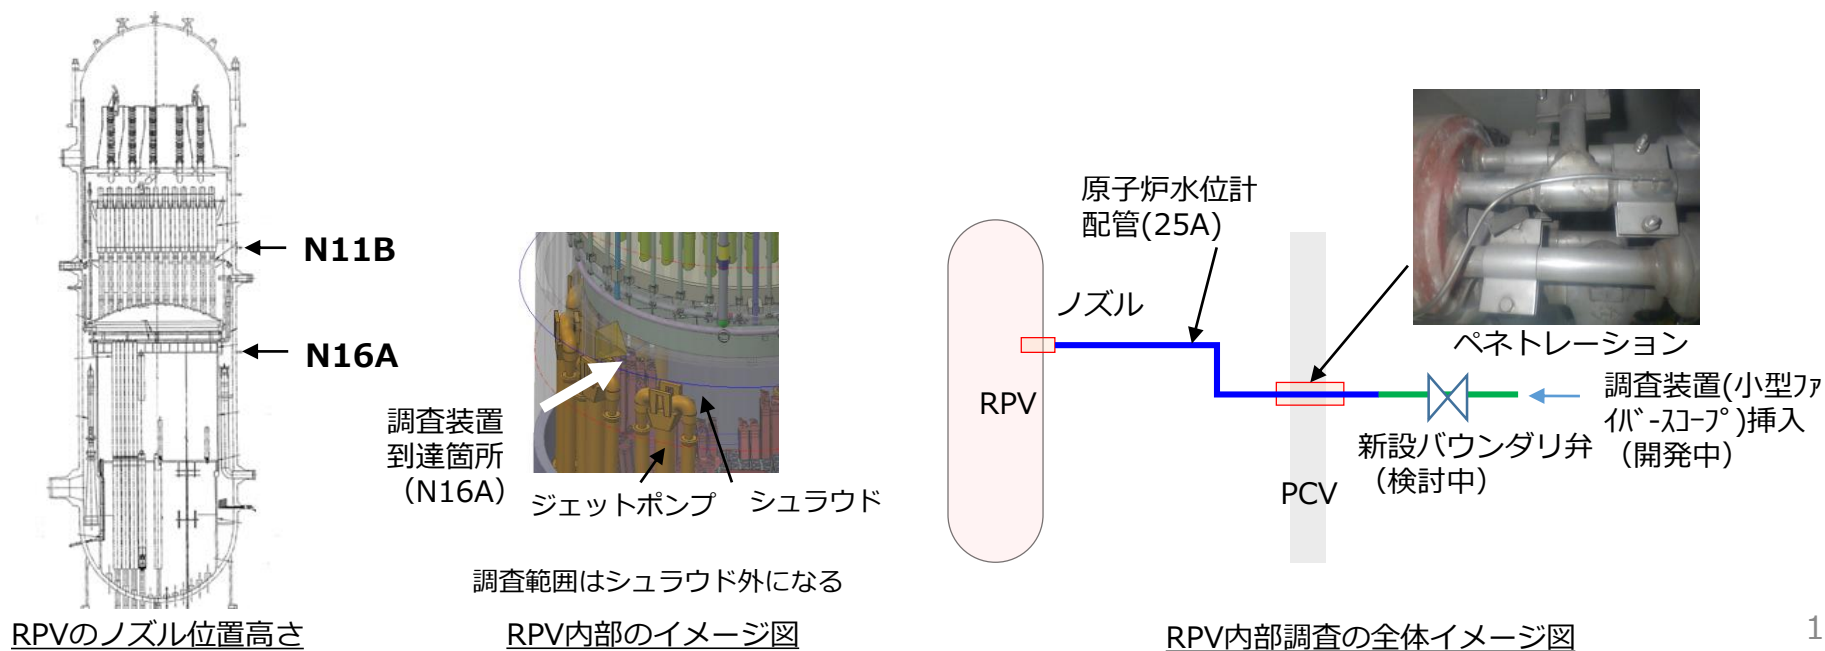 N11B
N16A
RPVのノズル位置高さ
調査装置
到達箇所
（N16A）
ジェットポンプ
シュラウド
調査範囲はシュラウド外になる
RPV内部のイメージ図
原子炉水位計
配管(25A)
ノズル
RPV
PCV
ペネトレーション
新設バウンダリ弁
（検討中）
調査装置(小型ﾌｧ
ｲﾊﾞｰｽｺｰﾌﾟ)挿入
（開発中）
RPV内部調査の全体イメージ図
1